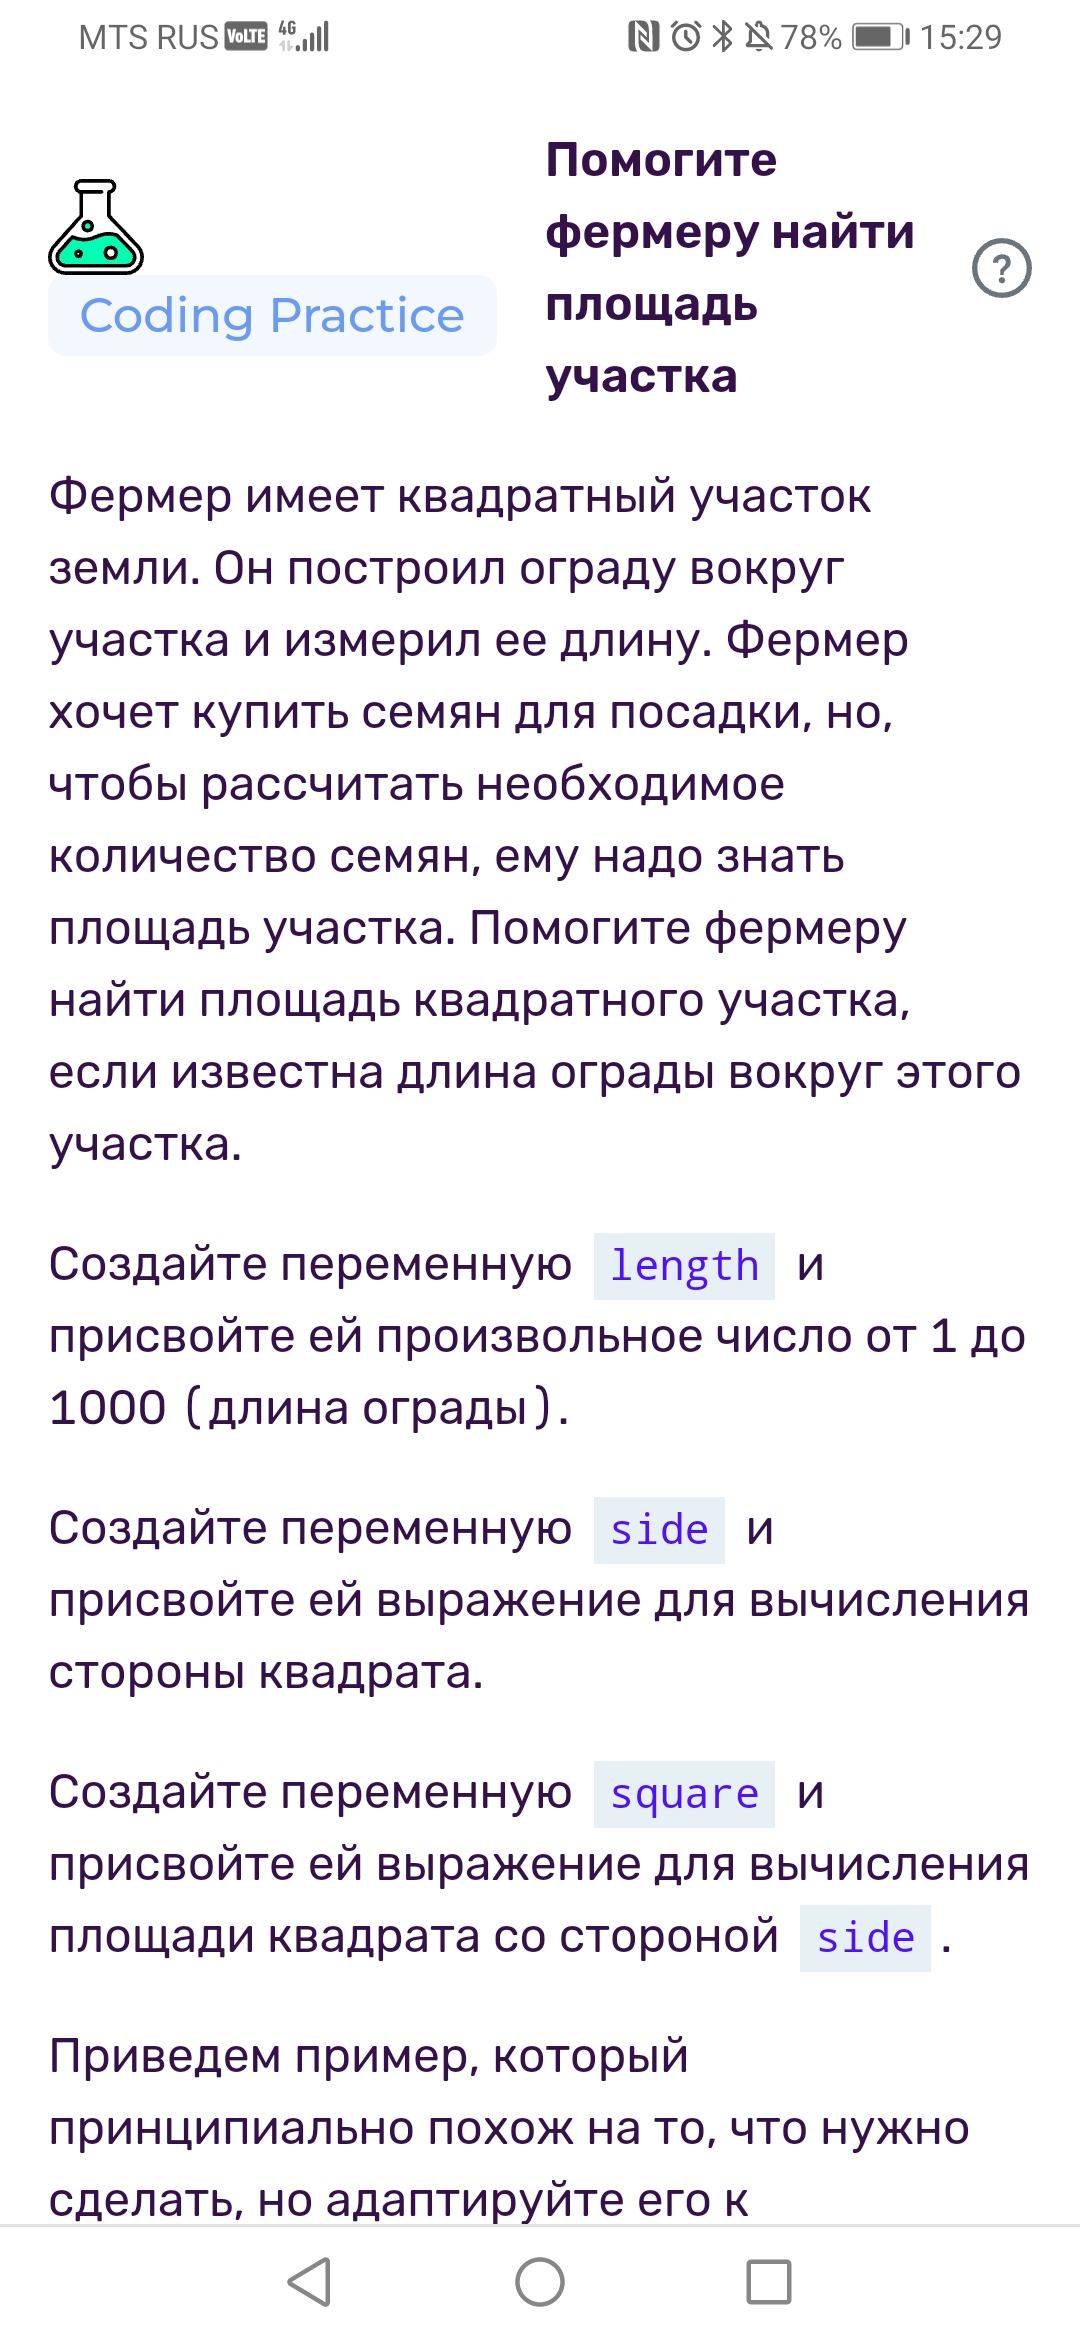 MTS RUS VoLTE 4G 78% 15:29
Помогите
фермеру найти
площадь
участка
?
Coding Practice
Фермер имеет квадратный участок
земли. Он построил ограду вокруг
участка и измерил ее длину. Фермер
хочет купить семян для посадки, но,
чтобы рассчитать необходимое
количество семян, ему надо знать
площадь участка. Помогите фермеру
найти площадь квадратного участка,
если известна длина ограды вокруг этого
участка.
Создайте переменную length и
присвойте ей произвольное число от 1 до
1000 (длина ограды).
Создайте переменную side и
присвойте ей выражение для вычисления
стороны квадрата.
Создайте переменную square и
присвойте ей выражение для вычисления
площади квадрата со стороной side.
Приведем пример, который
принципиально похож на то, что нужно
сделать, но адаптируйте его к